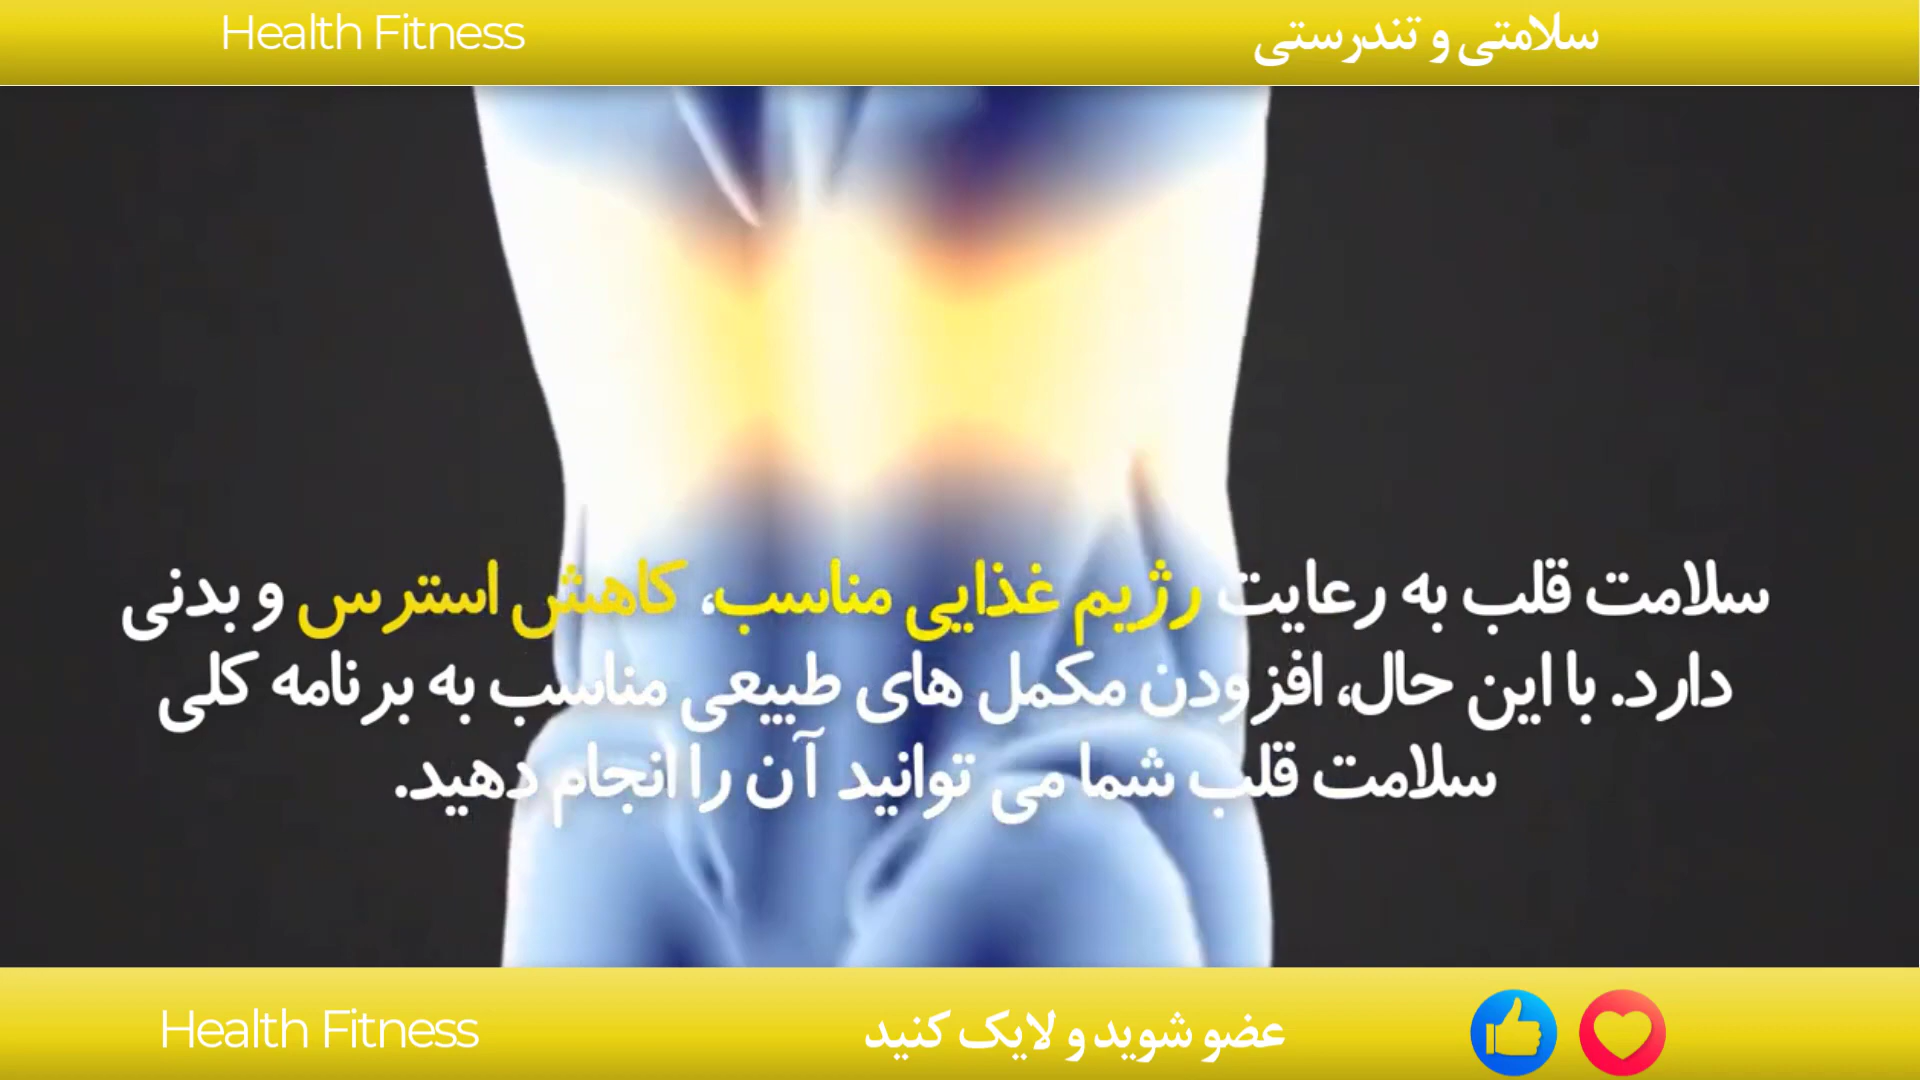 Health Fitness
سلامتی و تندرستی
سلامت قلب به رعایت رژیم غذایی مناسب، کاهش استرس و بدنی
دارد. با این حال، افزودن مکمل های طبیعی مناسب به برنامه کلی
سلامت قلب شما می توانید آن را انجام دهید.
Health Fitness
عضو شوید و لایک کنید